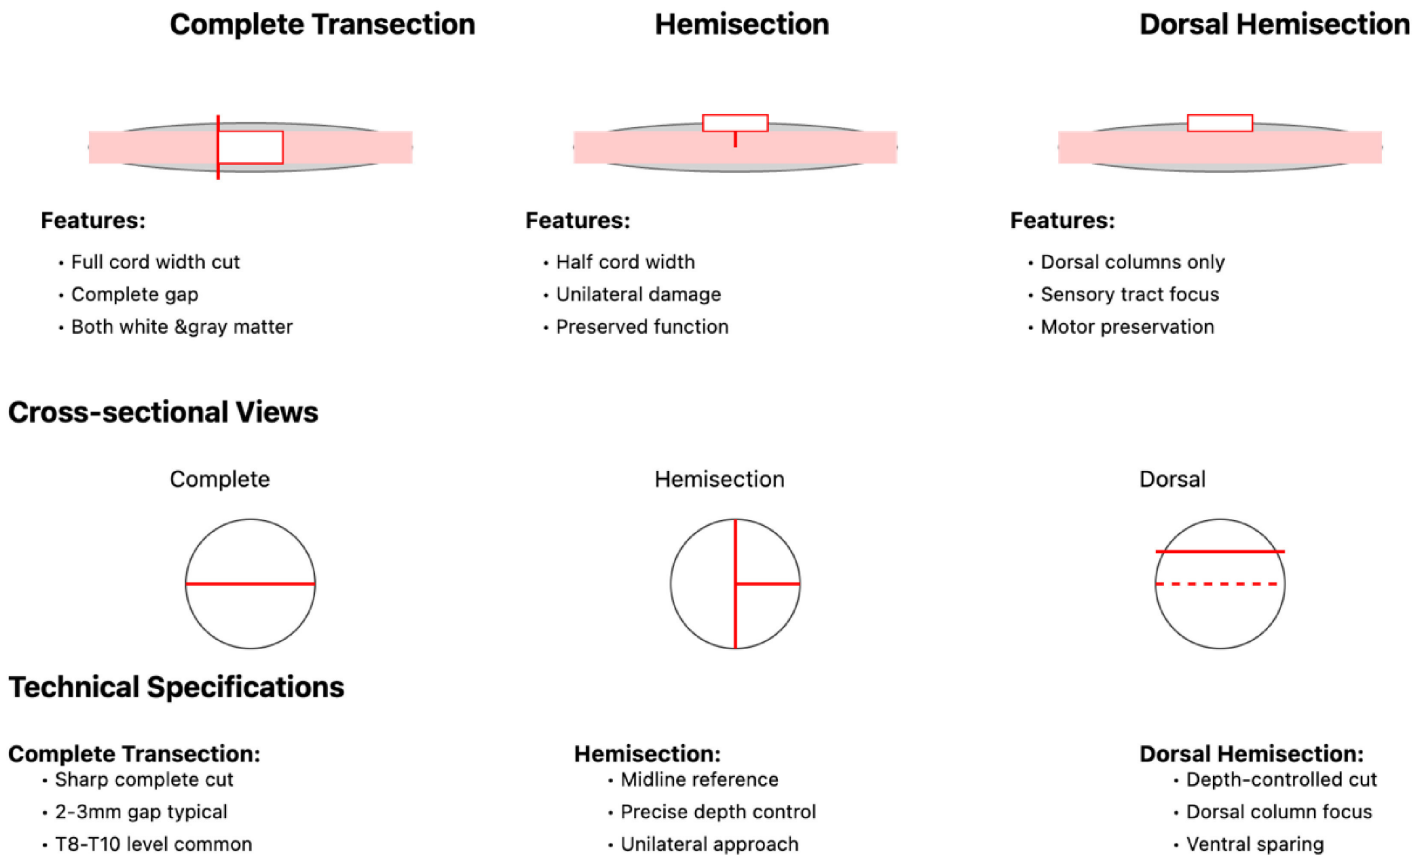 Complete Transection
Hemisection
Dorsal Hemisection
Features:
• Full cord width cut
• Complete gap
• Both white &gray matter
Features:
• Half cord width
• Unilateral damage
• Preserved function
Features:
• Dorsal columns only
• Sensory tract focus
• Motor preservation
Cross-sectional Views
Complete
Hemisection
Dorsal
Technical Specifications
Complete Transection:
• Sharp complete cut
• 2-3mm gap typical
• T8-T10 level common
Hemisection:
• Midline reference
• Precise depth control
• Unilateral approach
Dorsal Hemisection:
• Depth-controlled cut
• Dorsal column focus
• Ventral sparing